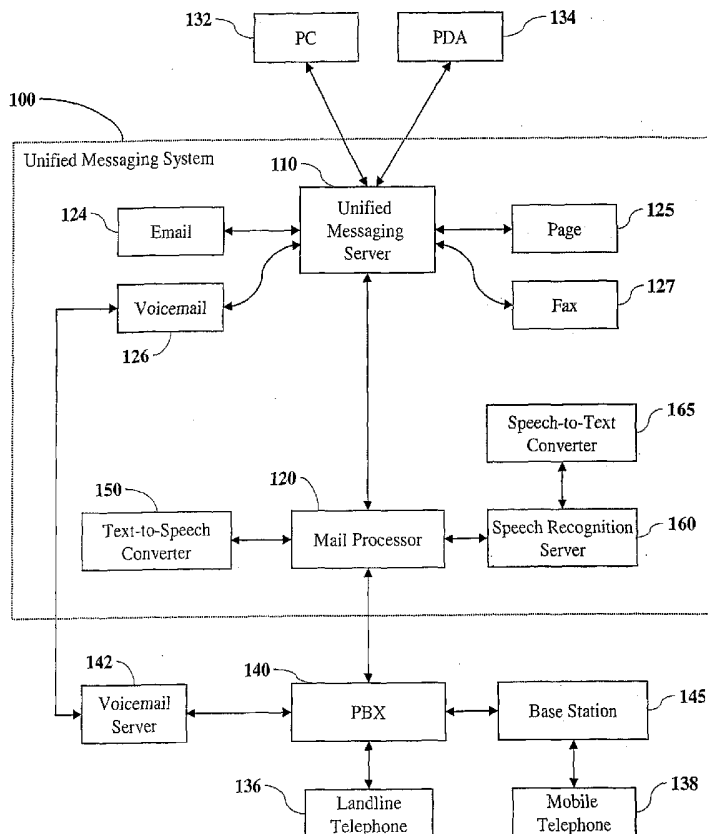 132
PC
PDA
134
100
Unified Messaging System
110
Unified
Messaging
Server
124
Email
Page
125
Voicemail
126
Fax
127
Speech-to-Text
Converter
165
150
Text-to-Speech
Converter
120
Mail Processor
Speech Recognition
Server
160
142
Voicemail
Server
140
PBX
Base Station
145
136
Landline
Telephone
Mobile
Telephone
138